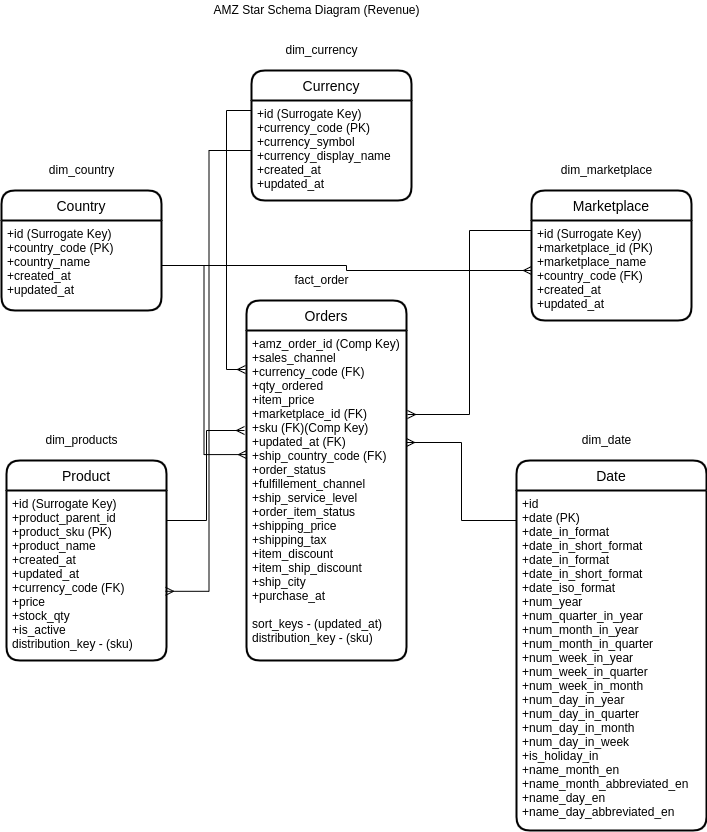 AMZ Star Schema Diagram (Revenue)
dim_currency
Currency
+id (Surrogate Key)
+currency_code (PK)
+currency_symbol
+currency_display_name
+created_at
+updated_at
dim_country
Country
+id (Surrogate Key)
+country_code (PK)
+country_name
+created_at
+updated_at
dim_marketplace
Marketplace
+id (Surrogate Key)
+marketplace_id (PK)
+marketplace_name
+country_code (FK)
+created_at
+updated_at
fact_order
Orders
+amz_order_id (Comp Key)
+sales_channel
+currency_code (FK)
+qty_ordered
+item_price
+marketplace_id (FK)
+sku (FK)(Comp Key)
+updated_at (FK)
+ship_country_code (FK)
+order_status
+fulfillment_channel
+ship_service_level
+order_item_status
+shipping_price
+shipping_tax
+item_discount
+item_ship_discount
+ship_city
+purchase_at
sort_keys - (updated_at)
distribution_key - (sku)
dim_products
Product
+id (Surrogate Key)
+product_parent_id
+product_sku (PK)
+product_name
+created_at
+updated_at
+currency_code (FK)
+price
+stock_qty
+is_active
distribution_key - (sku)
dim_date
Date
+id
+date (PK)
+date_in_format
+date_in_short_format
+date_in_format
+date_in_short_format
+date_iso_format
+num_year
+num_quarter_in_year
+num_month_in_year
+num_month_in_quarter
+num_week_in_year
+num_week_in_quarter
+num_week_in_month
+num_day_in_year
+num_day_in_quarter
+num_day_in_month
+num_day_in_week
+is_holiday_in
+name_month_en
+name_month_abbreviated_en
+name_day_en
+name_day_abbreviated_en